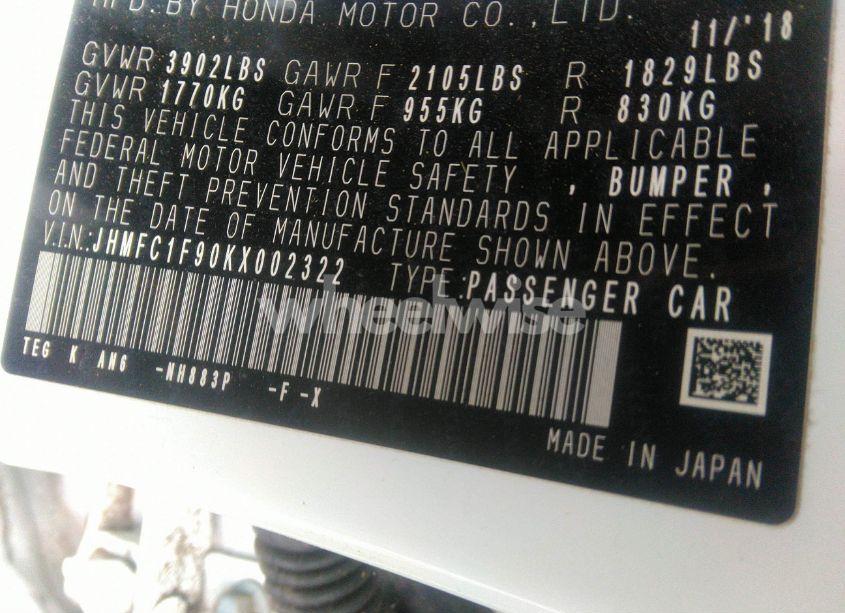 MFD. BY HONDA MOTOR CO.,LTD.
11/'18
GVWR 3902LBS GAWR F 2105LBS R 1829LBS
GVWR 1770KG GAWR F 955KG R 830KG
THIS VEHICLE CONFORMS TO ALL APPLICABLE
FEDERAL MOTOR VEHICLE SAFETY , BUMPER ,
AND THEFT PREVENTION STANDARDS IN EFFECT
ON THE DATE OF MANUFACTURE SHOWN ABOVE.
V.I.N.:JHMFC1F90KX002322 TYPE:PASSENGER CAR
wheelwise
TEG K AMG -NH883P -F -X
MADE IN JAPAN